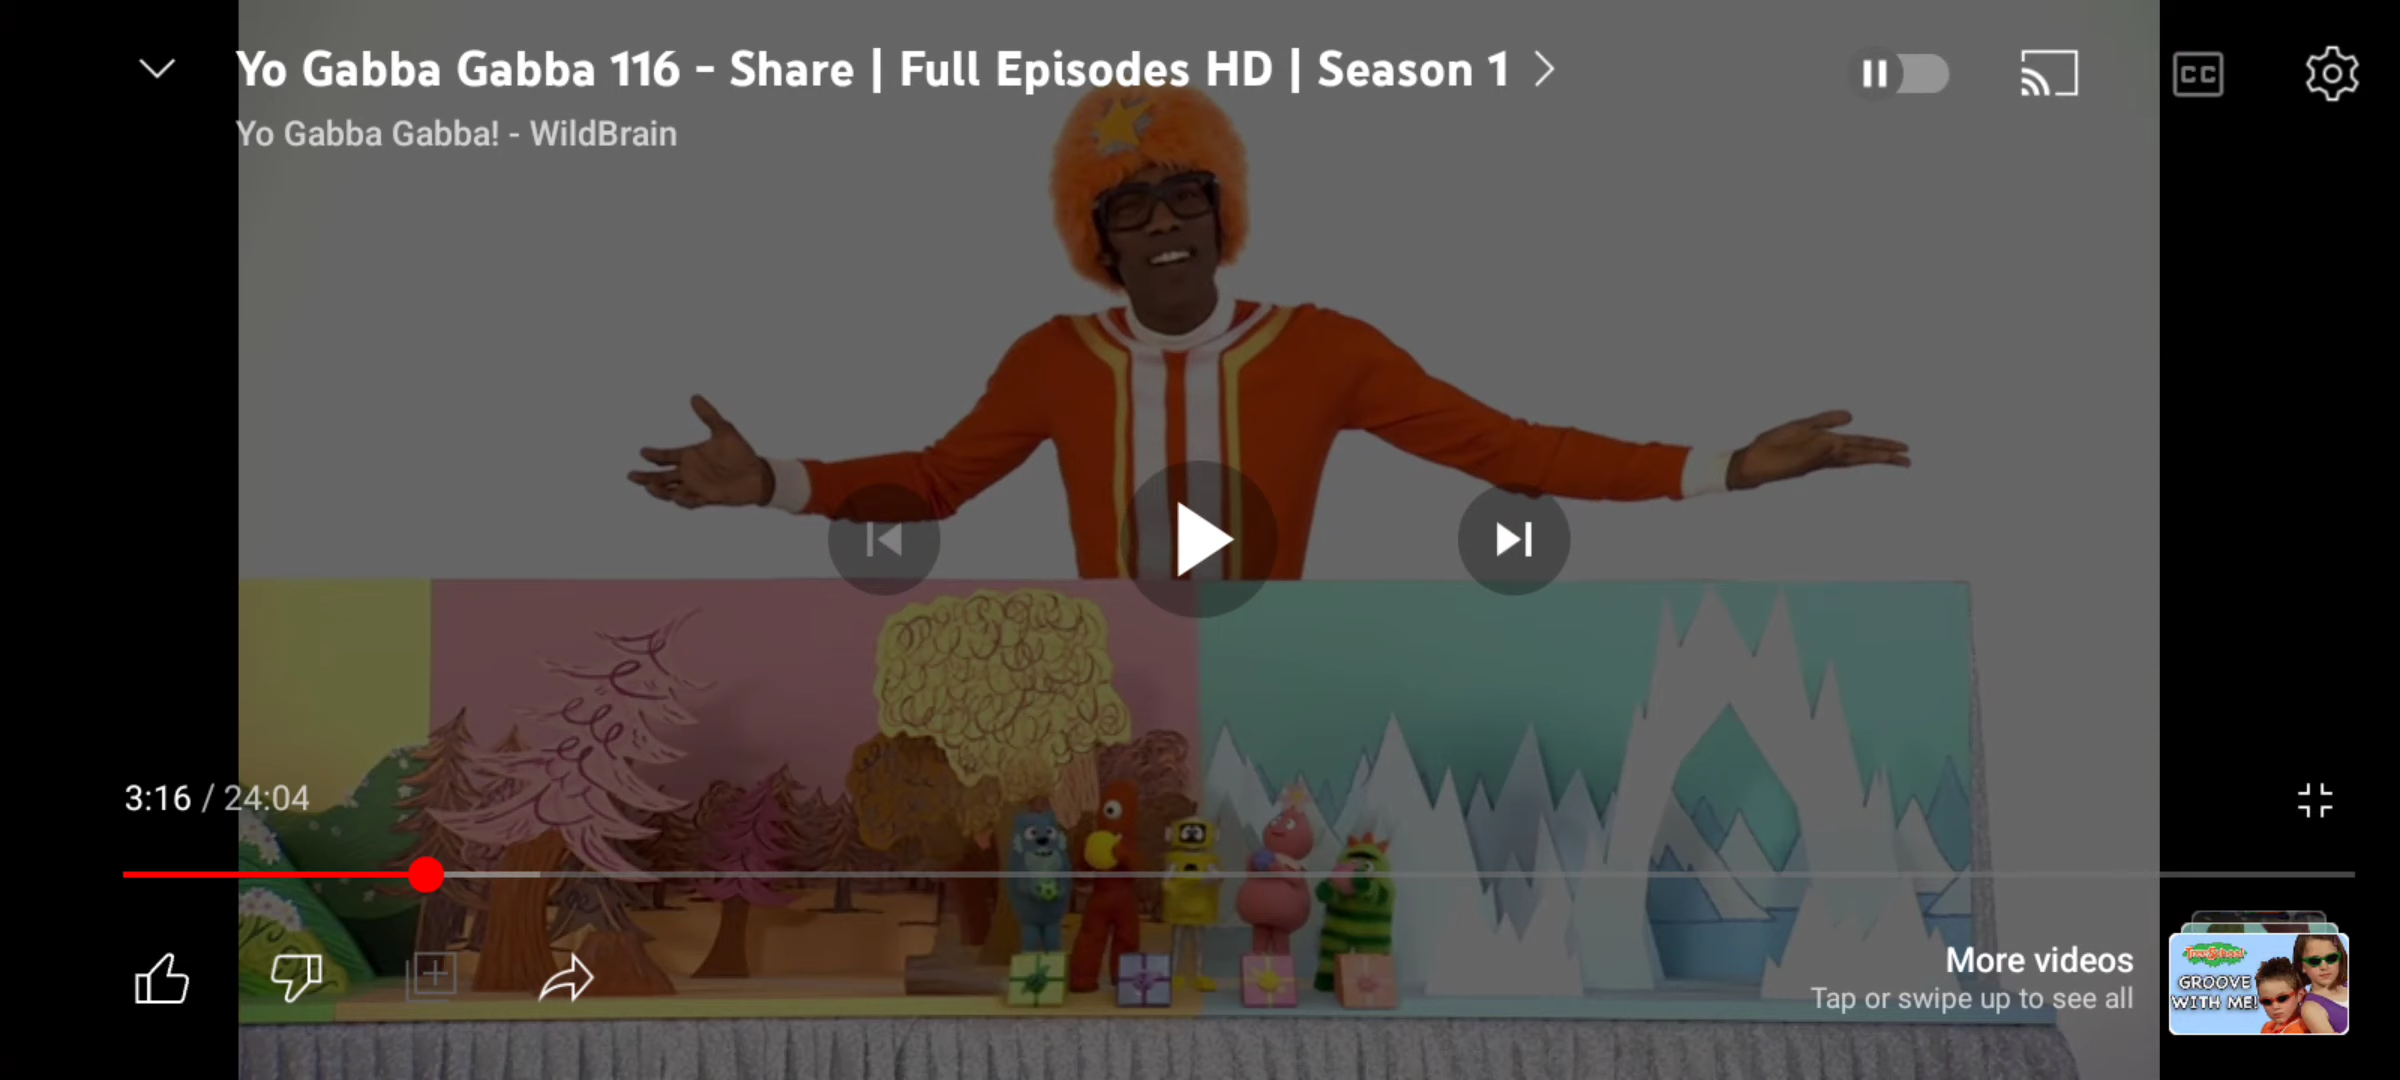 Yo Gabba Gabba 116 - Share | Full Episodes HD | Season 1
Yo Gabba Gabba! - WildBrain
CC
3:16 / 24:04
More videos
Tap or swipe up to see all
GROOVE
WITH ME!